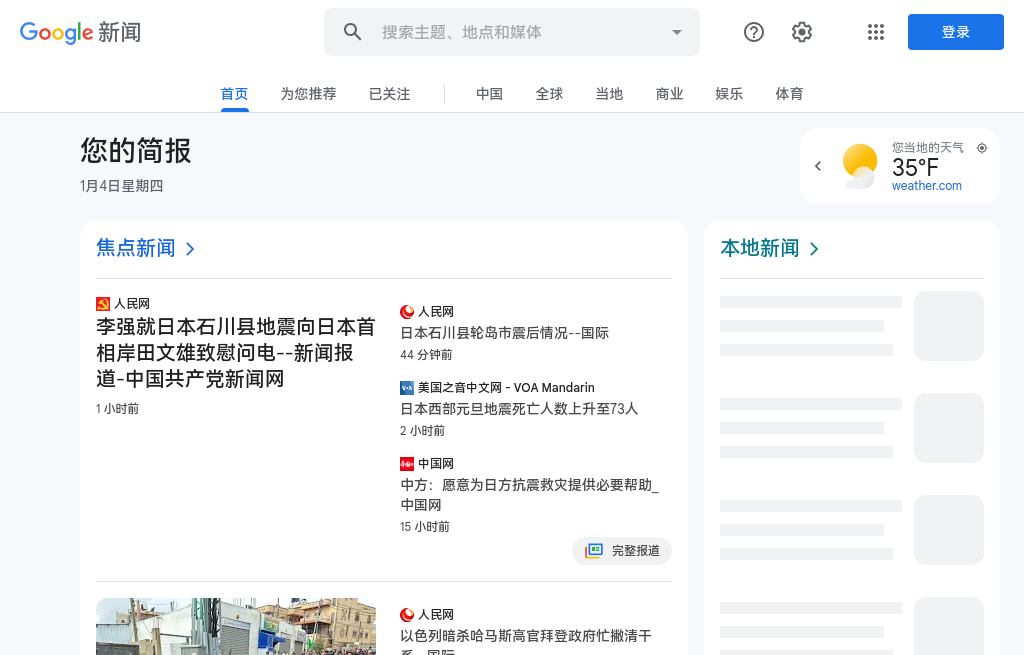 Google 新闻
搜索主题、地点和媒体
登录
首页
为您推荐
已关注
中国
全球
当地
商业
娱乐
体育
您的简报
1月4日星期四
您当地的天气
35°F
weather.com
焦点新闻
人民网
李强就日本石川县地震向日本首
相岸田文雄致慰问电--新闻报
道-中国共产党新闻网
1 小时前
人民网
日本石川县轮岛市震后情况--国际
44 分钟前
美国之音中文网 - VOA Mandarin
日本西部元旦地震死亡人数上升至73人
2 小时前
中国网
中方：愿意为日方抗震救灾提供必要帮助_
中国网
15 小时前
完整报道
人民网
以色列暗杀哈马斯高官拜登政府忙撇清干
本地新闻